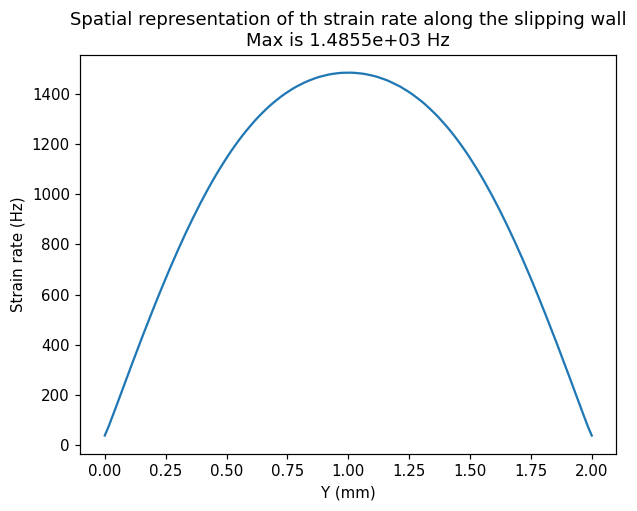 Spatial representation of th strain rate along the slipping wall
Max is 1.4855e+03 Hz
1400
1200
1000
800
600
400
200
0
Strain rate (Hz)
0.00 0.25 0.50 0.75 1.00 1.25 1.50 1.75 2.00
Y (mm)